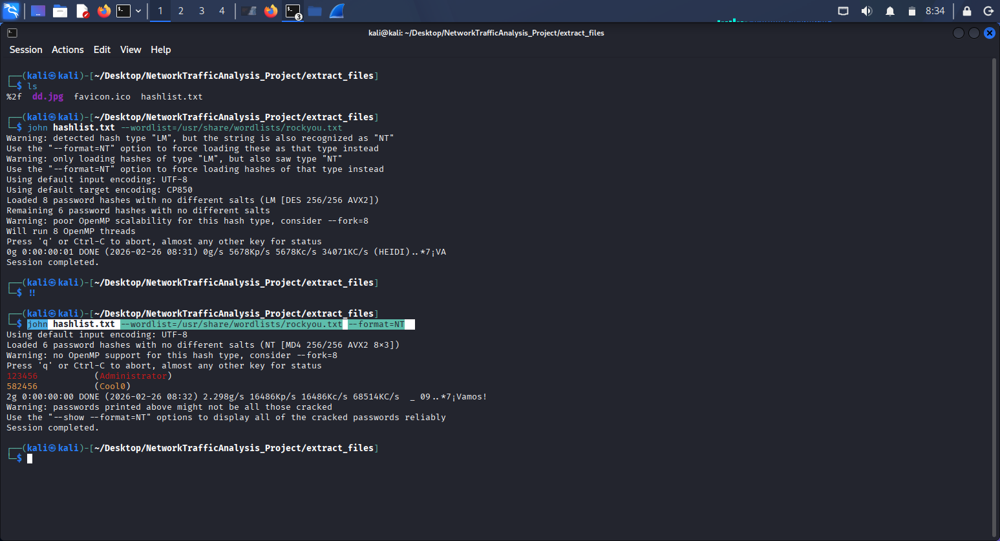 1 2 3 4 3 8:34
kali@kali: ~/Desktop/NetworkTrafficAnalysis_Project/extract_files
Session Actions Edit View Help
┌──(kali㉿kali)-[~/Desktop/NetworkTrafficAnalysis_Project/extract_files]
└─$ ls
%2f dd.jpg favicon.ico hashlist.txt
┌──(kali㉿kali)-[~/Desktop/NetworkTrafficAnalysis_Project/extract_files]
└─$ john hashlist.txt --wordlist=/usr/share/wordlists/rockyou.txt
Warning: detected hash type "LM", but the string is also recognized as "NT"
Use the "--format=NT" option to force loading these as that type instead
Warning: only loading hashes of type "LM", but also saw type "NT"
Use the "--format=NT" option to force loading hashes of that type instead
Using default input encoding: UTF-8
Using default target encoding: CP850
Loaded 8 password hashes with no different salts (LM [DES 256/256 AVX2])
Remaining 6 password hashes with no different salts
Warning: poor OpenMP scalability for this hash type, consider --fork=8
Will run 8 OpenMP threads
Press 'q' or Ctrl-C to abort, almost any other key for status
0g 0:00:00:01 DONE (2026-02-26 08:31) 0g/s 5678Kp/s 5678Kc/s 34071KC/s (HEIDI)..*7¡VA
Session completed.
┌──(kali㉿kali)-[~/Desktop/NetworkTrafficAnalysis_Project/extract_files]
└─$ !!
┌──(kali㉿kali)-[~/Desktop/NetworkTrafficAnalysis_Project/extract_files]
└─$ john hashlist.txt --wordlist=/usr/share/wordlists/rockyou.txt --format=NT
Using default input encoding: UTF-8
Loaded 6 password hashes with no different salts (NT [MD4 256/256 AVX2 8x3])
Warning: no OpenMP support for this hash type, consider --fork=8
Press 'q' or Ctrl-C to abort, almost any other key for status
123456 (Administrator)
582456 (Cool0)
2g 0:00:00:00 DONE (2026-02-26 08:32) 2.298g/s 16486Kp/s 16486Kc/s 68514KC/s _ 09..*7¡Vamos!
Warning: passwords printed above might not be all those cracked
Use the "--show --format=NT" options to display all of the cracked passwords reliably
Session completed.
┌──(kali㉿kali)-[~/Desktop/NetworkTrafficAnalysis_Project/extract_files]
└─$